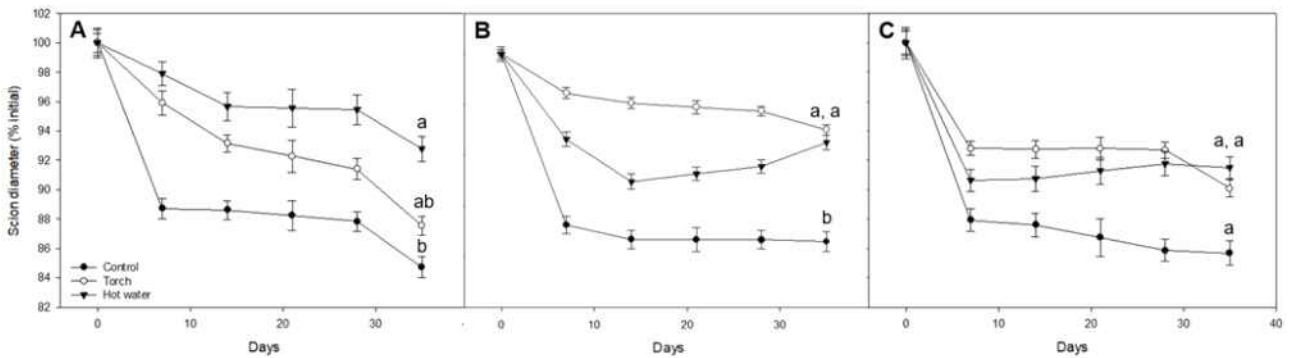 A
B
C
102
100
98
96
94
92
90
88
86
84
82
Scion diameter (% initial)
a
ab
b
a, a
b
a, a
a
Control
Torch
Hot water
0
10
20
30
0
10
20
30
0
10
20
30
40
Days
Days
Days